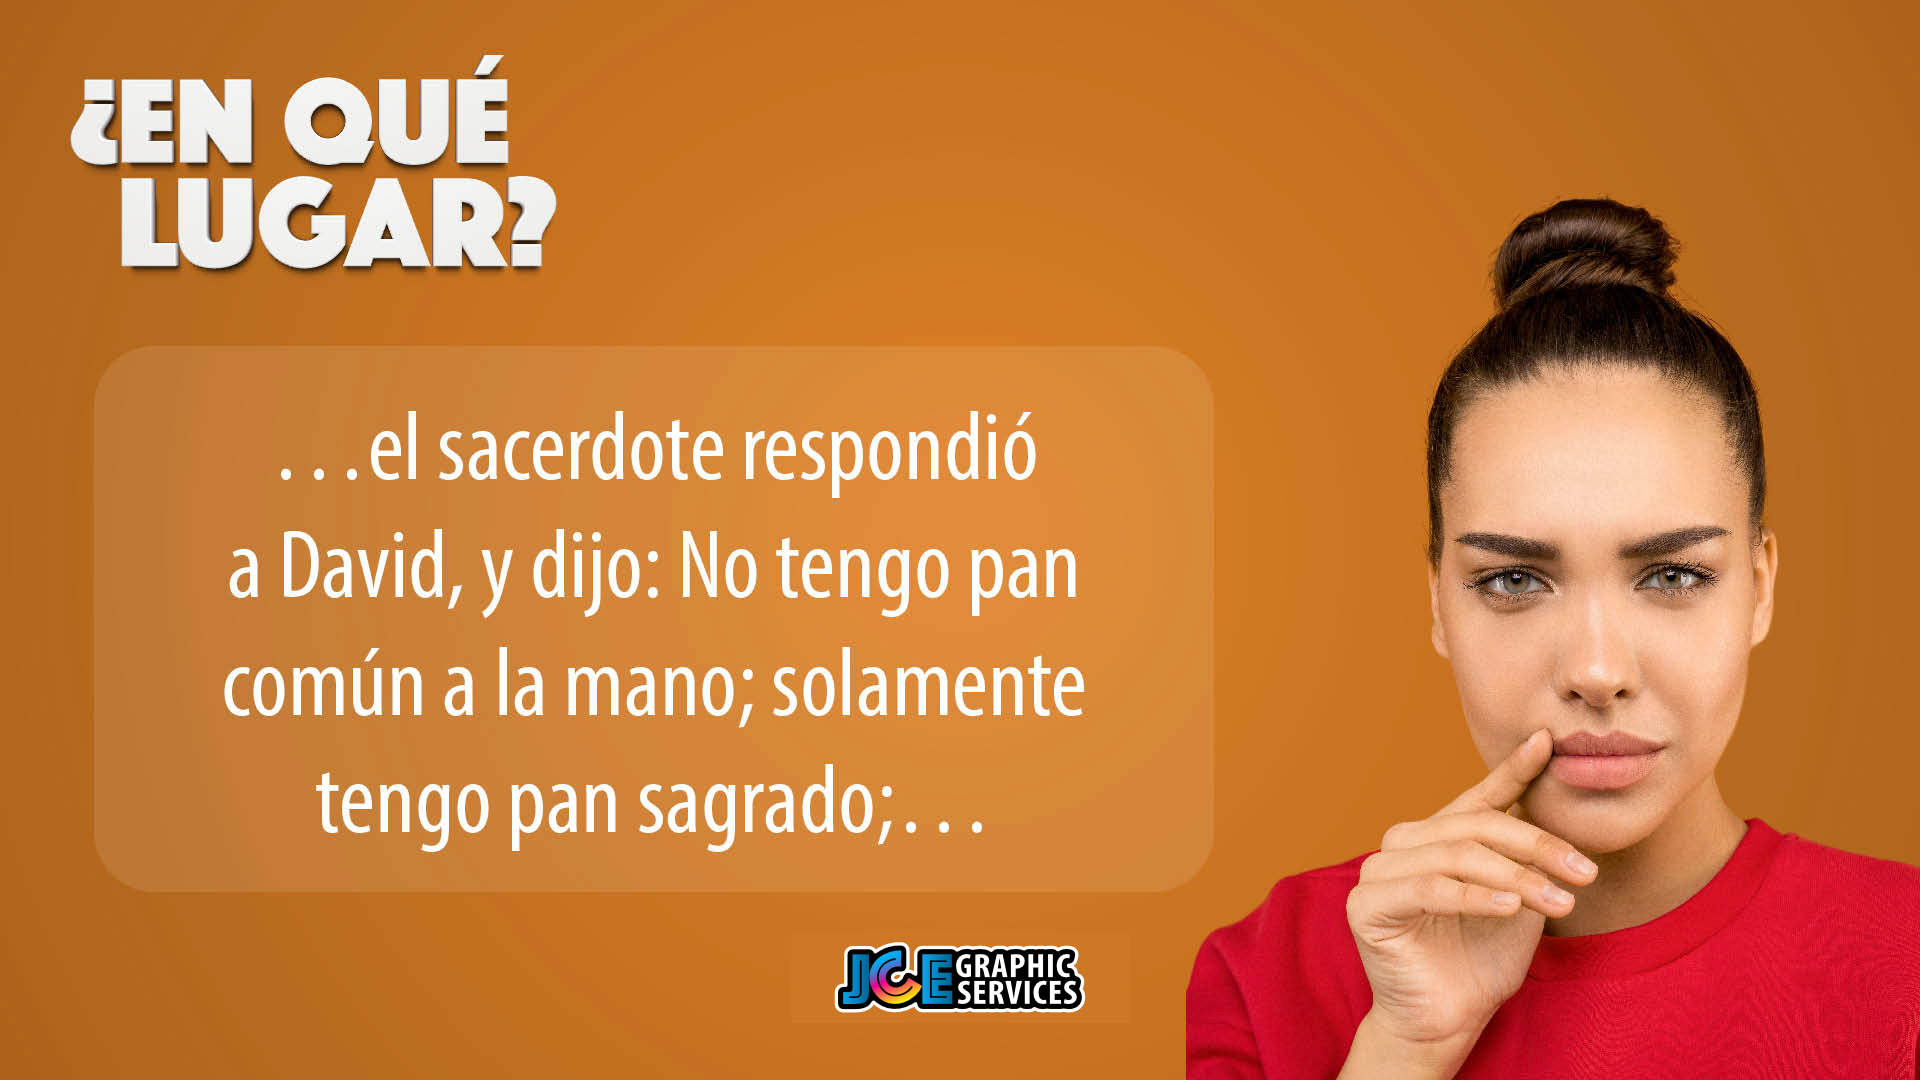 ¿EN QUÉ
LUGAR?
...el sacerdote respondió
a David, y dijo: No tengo pan
común a la mano; solamente
tengo pan sagrado;...
JCE GRAPHIC
SERVICES